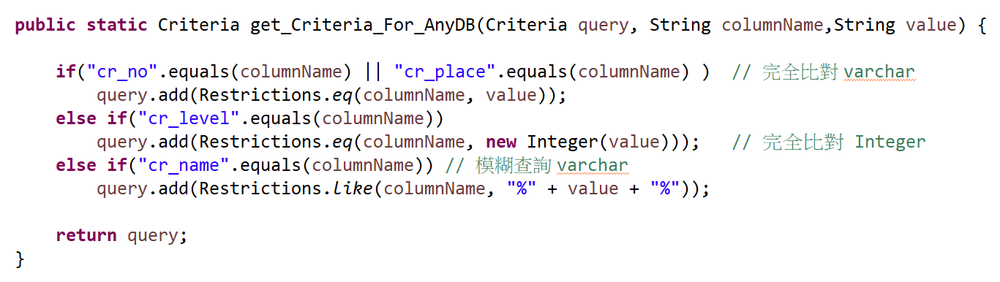 public static Criteria get_Criteria_For_AnyDB(Criteria query, String columnName,String value) {
if("cr_no".equals(columnName) || "cr_place".equals(columnName) )  // 完全比對 varchar
query.add(Restrictions.eq(columnName, value));
else if("cr_level".equals(columnName))
query.add(Restrictions.eq(columnName, new Integer(value)));   // 完全比對 Integer
else if("cr_name".equals(columnName)) // 模糊查詢 varchar
query.add(Restrictions.like(columnName, "%" + value + "%"));
return query;
}